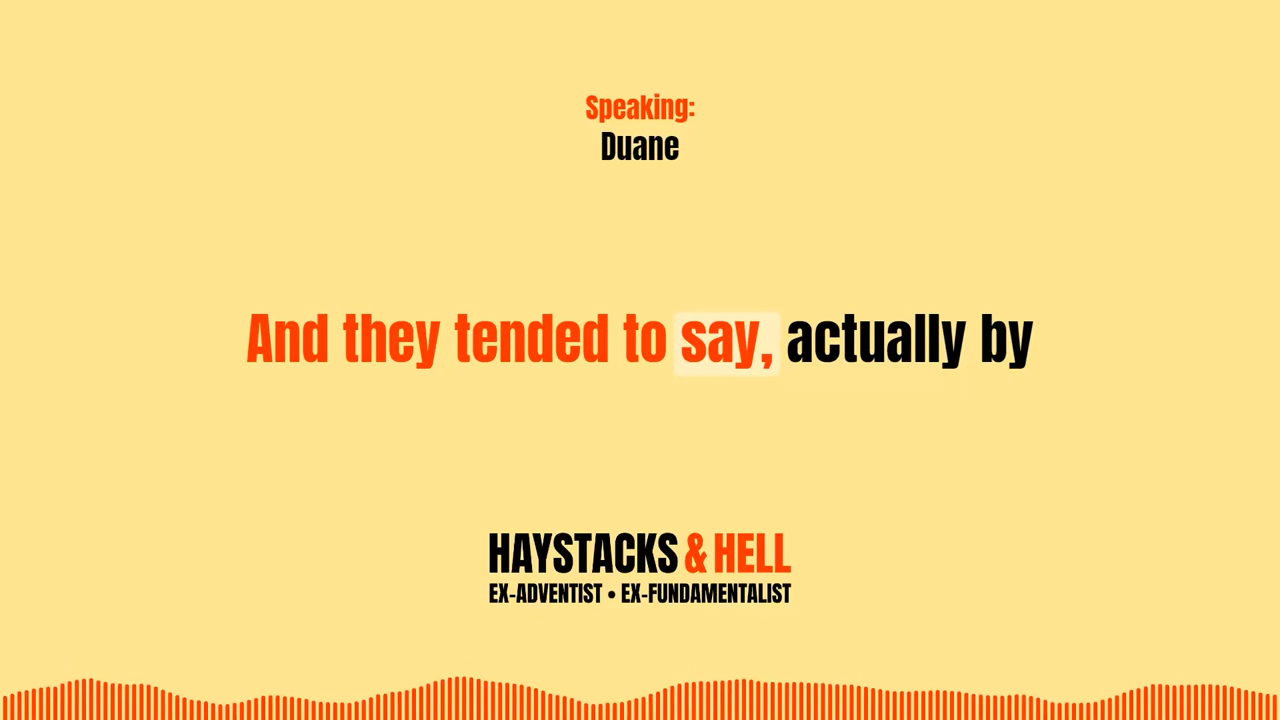 Speaking:
Duane
And they tended to say, actually by
HAYSTACKS & HELL
EX-ADVENTIST • EX-FUNDAMENTALIST